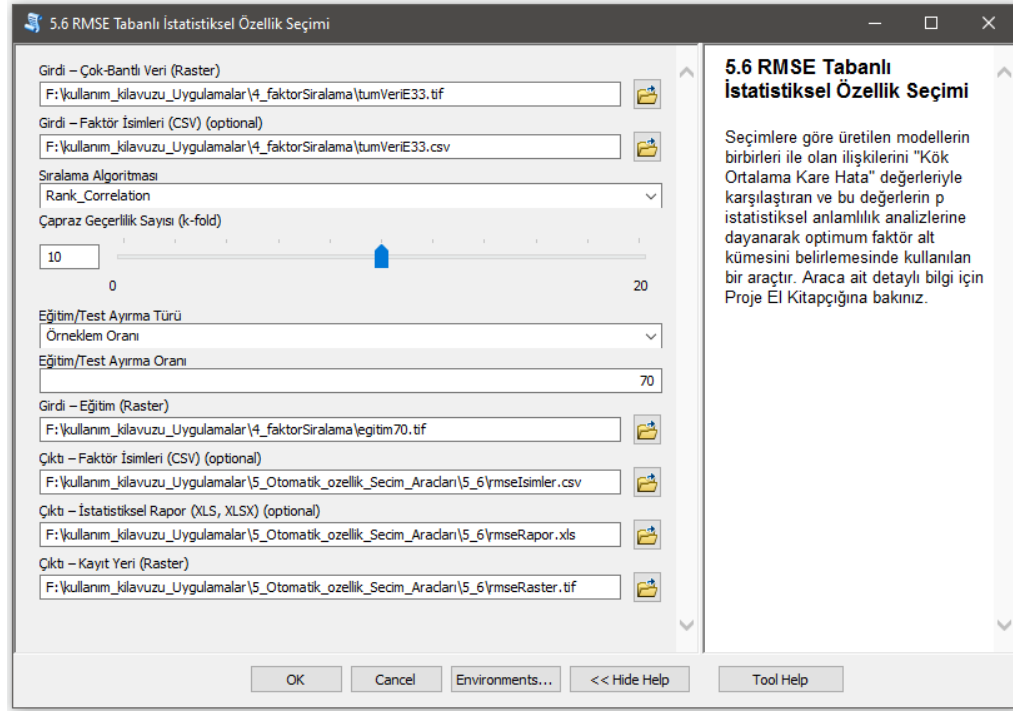 5.6 RMSE Tabanlı İstatistiksel Özellik Seçimi
Girdi – Çok-Bantlı Veri (Raster)
F:\kullanım_kilavuzu_Uygulamalar\4_faktorSiralama\tumVeriE33.tif
Girdi – Faktör İsimleri (CSV) (optional)
F:\kullanım_kilavuzu_Uygulamalar\4_faktorSiralama\tumVeriE33.csv
Sıralama Algoritması
Rank_Correlation
Çapraz Geçerlilik Sayısı (k-fold)
10
0 20
Eğitim/Test Ayırma Türü
Örneklem Oranı
Eğitim/Test Ayırma Oranı
70
Girdi – Eğitim (Raster)
F:\kullanım_kilavuzu_Uygulamalar\4_faktorSiralama\egitim70.tif
Çıktı – Faktör İsimleri (CSV) (optional)
F:\kullanım_kilavuzu_Uygulamalar\5_Otomatik_ozellik_Secim_Araclari\5_6\rmseIsimler.csv
Çıktı – İstatistiksel Rapor (XLS, XLSX) (optional)
F:\kullanım_kilavuzu_Uygulamalar\5_Otomatik_ozellik_Secim_Araclari\5_6\rmseRapor.xls
Çıktı – Kayıt Yeri (Raster)
F:\kullanım_kilavuzu_Uygulamalar\5_Otomatik_ozellik_Secim_Araclari\5_6\rmseRaster.tif
5.6 RMSE Tabanlı
İstatistiksel Özellik Seçimi
Seçimlere göre üretilen modellerin
birbirleri ile olan ilişkilerini "Kök
Ortalama Kare Hata" değerleriyle
karşılaştıran ve bu değerlerin p
istatistiksel anlamlılık analizlerine
dayanarak optimum faktör alt
kümesini belirlemesinde kullanılan
bir araçtır. Araca ait detaylı bilgi için
Proje El Kitapçığına bakınız.
OK Cancel Environments... << Hide Help Tool Help